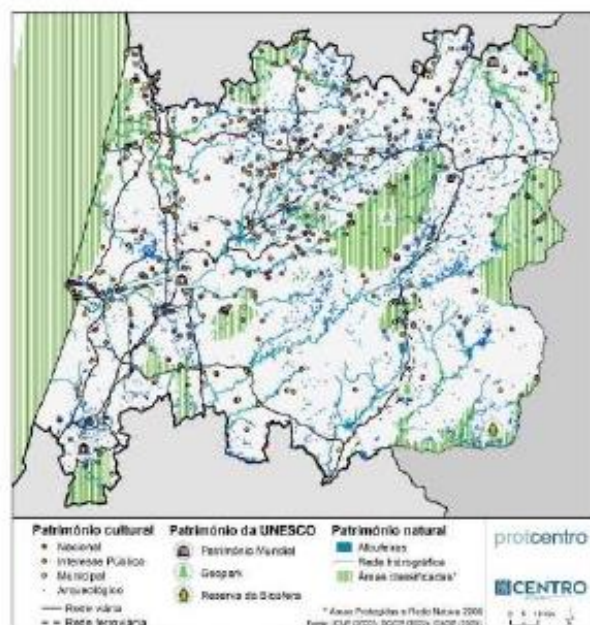 Património cultural
Nacional
Interesse Pública
Municipal
Arqueológico
Rede viária
Rede ferroviária
Património da UNESCO
Património Mundial
Geopark
Reserva da Biosfera
Património natural
Albufeiras
Rede hidrográfica
Áreas classificadas*
* Áreas Protegidas e Rede Natura 2000
protcentro
CENTRO